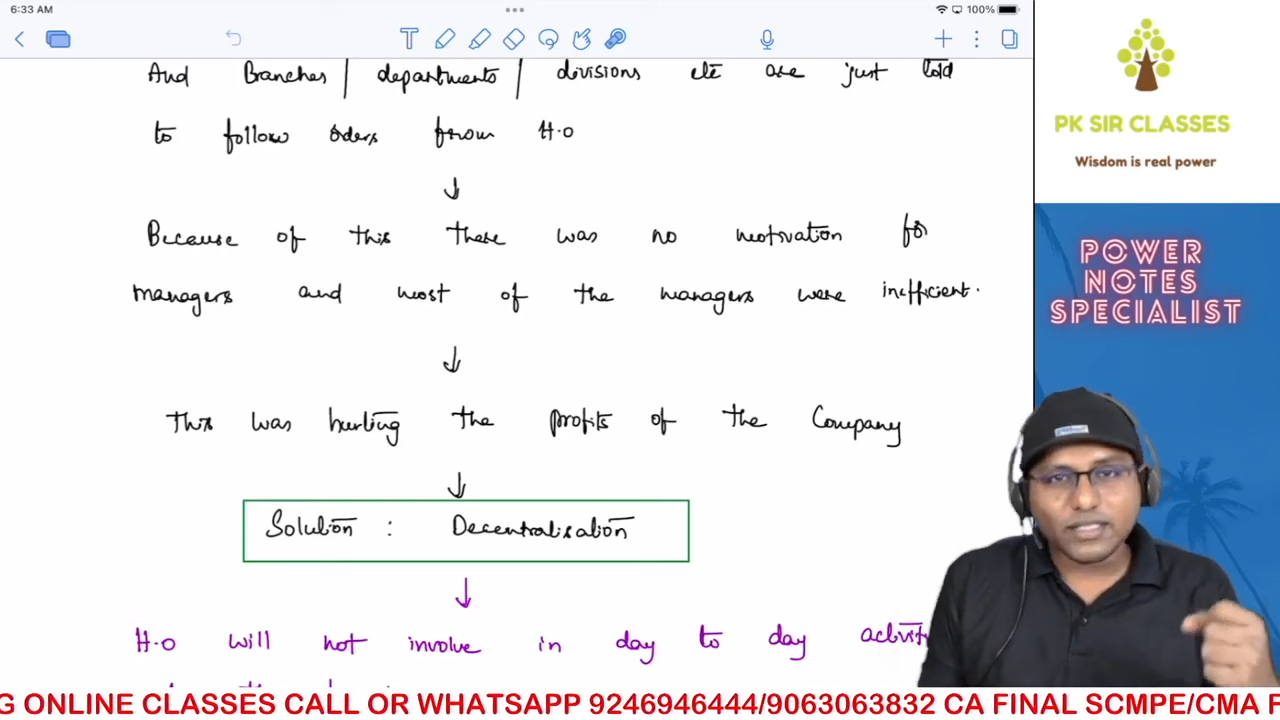 6:33 AM
100%
And Branches | departments | divisions etc are just told
to follow orders from H.O
↓
Because of this there was no motivation for
managers and most of the managers were inefficient.
↓
This was hurting the profits of the Company
↓
Solution : Decentralisation
↓
H.O will not involve in day to day
PK SIR CLASSES
Wisdom is real power
POWER
NOTES
SPECIALIST
G ONLINE CLASSES CALL OR WHATSAPP 9246946444/9063063832 CA FINAL SCMPE/CMA F